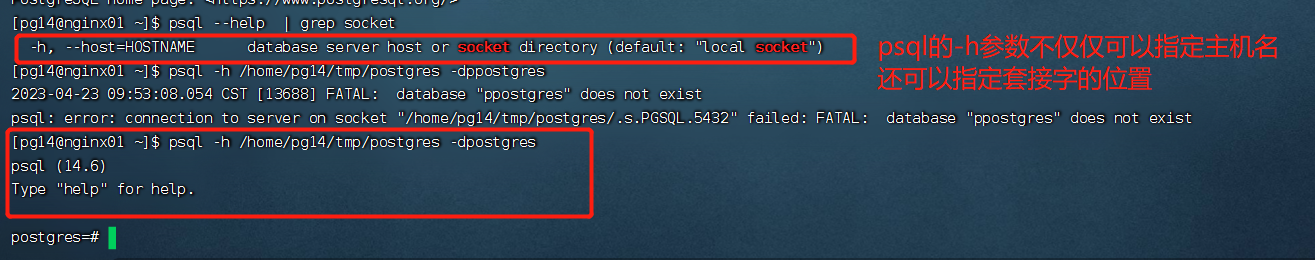 PostgreSQL home page: <https://www.postgresql.org/>
[pg14@nginx01 ~]$ psql --help  | grep socket
  -h, --host=HOSTNAME      database server host or socket directory (default: "local socket")
psql的-h参数不仅仅可以指定主机名
还可以指定套接字的位置
[pg14@nginx01 ~]$ psql -h /home/pg14/tmp/postgres -dppostgres
2023-04-23 09:53:08.054 CST [13688] FATAL:  database "ppostgres" does not exist
psql: error: connection to server on socket "/home/pg14/tmp/postgres/.s.PGSQL.5432" failed: FATAL:  database "ppostgres" does not exist
[pg14@nginx01 ~]$ psql -h /home/pg14/tmp/postgres -dpostgres
psql (14.6)
Type "help" for help.
postgres=#